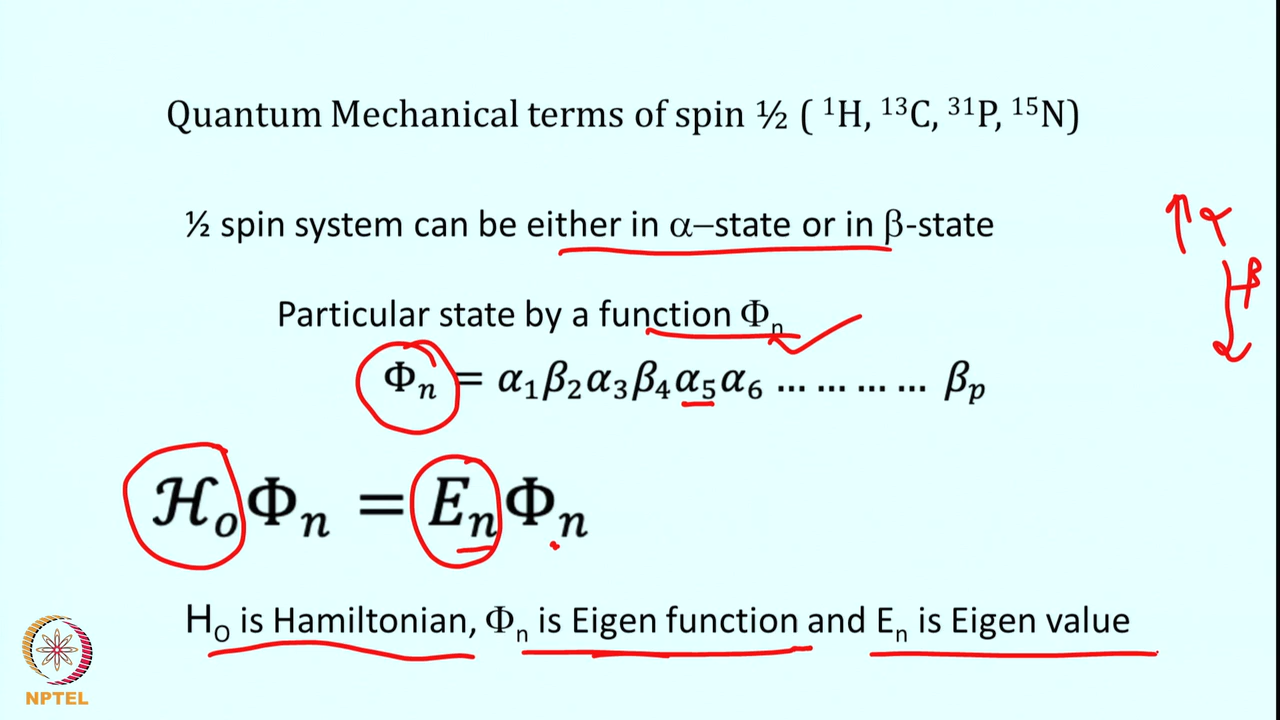 Quantum Mechanical terms of spin ½ ( ¹H, ¹³C, ³¹P, ¹⁵N)
½ spin system can be either in α–state or in β-state
↑ α
β
Particular state by a function Φₙ
Φₙ = α₁β₂α₃β₄α₅α₆ … … … … βₚ
ℋₒΦₙ = EₙΦₙ
H₀ is Hamiltonian, Φₙ is Eigen function and Eₙ is Eigen value
NPTEL